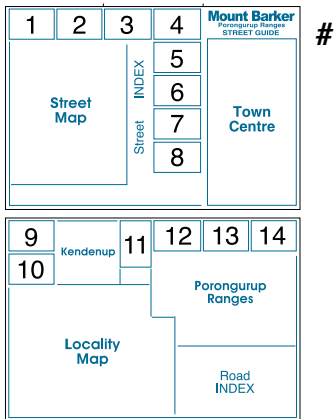 1 2 3 4
Mount Barker
Porongurup Ranges
STREET GUIDE
#
5
6
7
8
Street INDEX
Street
Map
Town
Centre
9
10
Kendenup
11
12 13 14
Porongurup
Ranges
Locality
Map
Road
INDEX